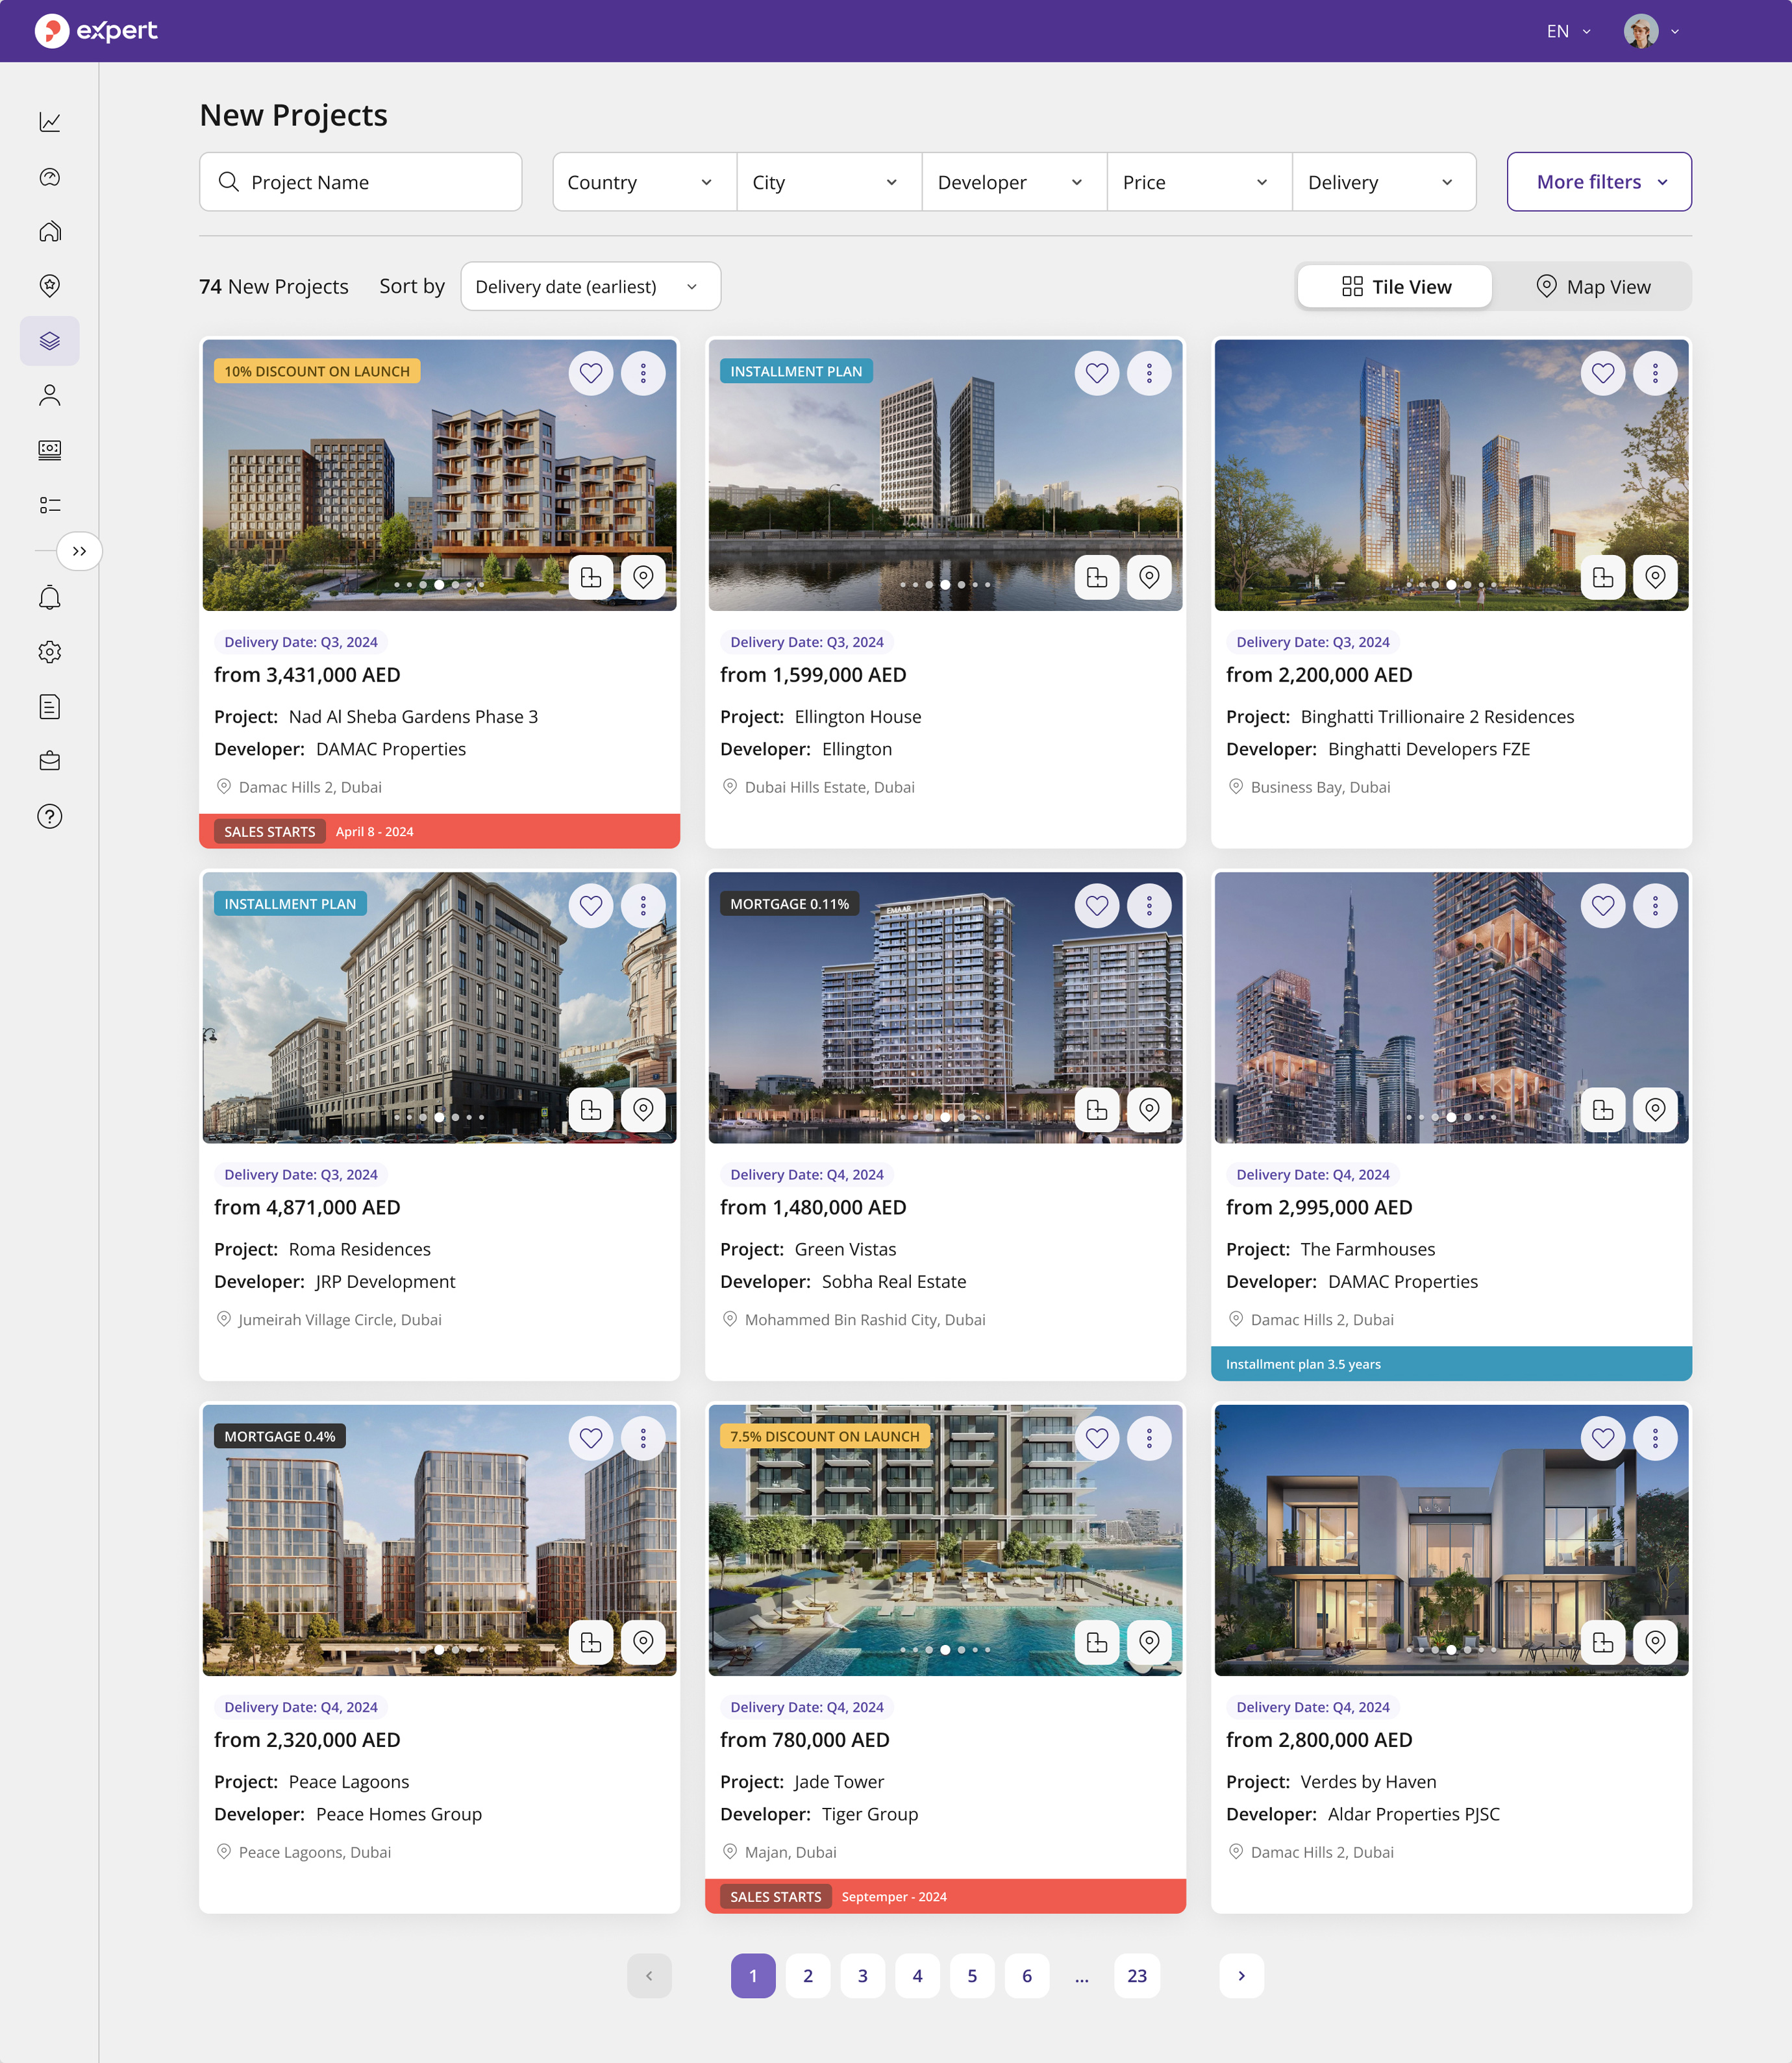 expert
EN
New Projects
Project Name
Country
City
Developer
Price
Delivery
More filters
74 New Projects
Sort by
Delivery date (earliest)
Tile View
Map View
10% DISCOUNT ON LAUNCH
Delivery Date: Q3, 2024
from 3,431,000 AED
Project: Nad Al Sheba Gardens Phase 3
Developer: DAMAC Properties
Damac Hills 2, Dubai
SALES STARTS April 8 - 2024
INSTALLMENT PLAN
Delivery Date: Q3, 2024
from 1,599,000 AED
Project: Ellington House
Developer: Ellington
Dubai Hills Estate, Dubai
Delivery Date: Q3, 2024
from 2,200,000 AED
Project: Binghatti Trillionaire 2 Residences
Developer: Binghatti Developers FZE
Business Bay, Dubai
INSTALLMENT PLAN
Delivery Date: Q3, 2024
from 4,871,000 AED
Project: Roma Residences
Developer: JRP Development
Jumeirah Village Circle, Dubai
MORTGAGE 0.11%
EMAAR
Delivery Date: Q4, 2024
from 1,480,000 AED
Project: Green Vistas
Developer: Sobha Real Estate
Mohammed Bin Rashid City, Dubai
Delivery Date: Q4, 2024
from 2,995,000 AED
Project: The Farmhouses
Developer: DAMAC Properties
Damac Hills 2, Dubai
Installment plan 3.5 years
MORTGAGE 0.4%
Delivery Date: Q4, 2024
from 2,320,000 AED
Project: Peace Lagoons
Developer: Peace Homes Group
Peace Lagoons, Dubai
7.5% DISCOUNT ON LAUNCH
Delivery Date: Q4, 2024
from 780,000 AED
Project: Jade Tower
Developer: Tiger Group
Majan, Dubai
SALES STARTS Septemper - 2024
Delivery Date: Q4, 2024
from 2,800,000 AED
Project: Verdes by Haven
Developer: Aldar Properties PJSC
Damac Hills 2, Dubai
1 2 3 4 5 6 ... 23